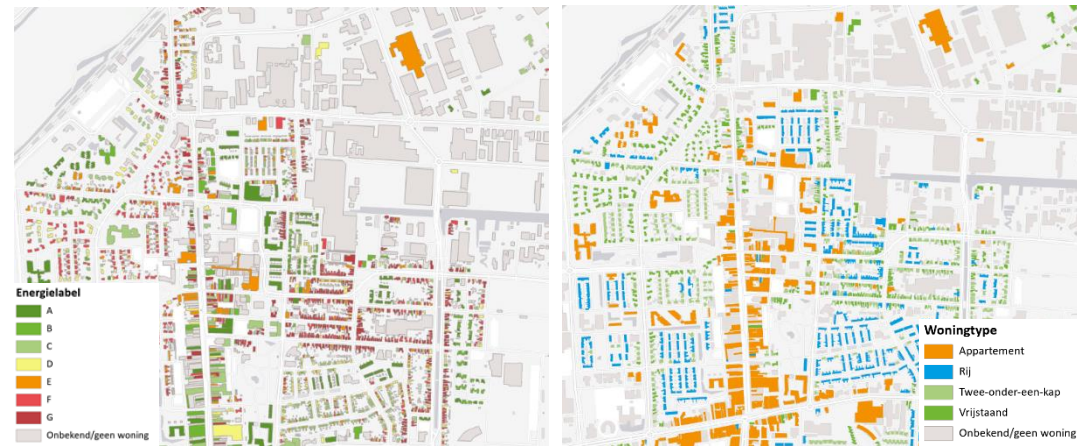 Energielabel
A
B
C
D
E
F
G
Onbekend/geen woning
Woningtype
Appartement
Rij
Twee-onder-een-kap
Vrijstaand
Onbekend/geen woning